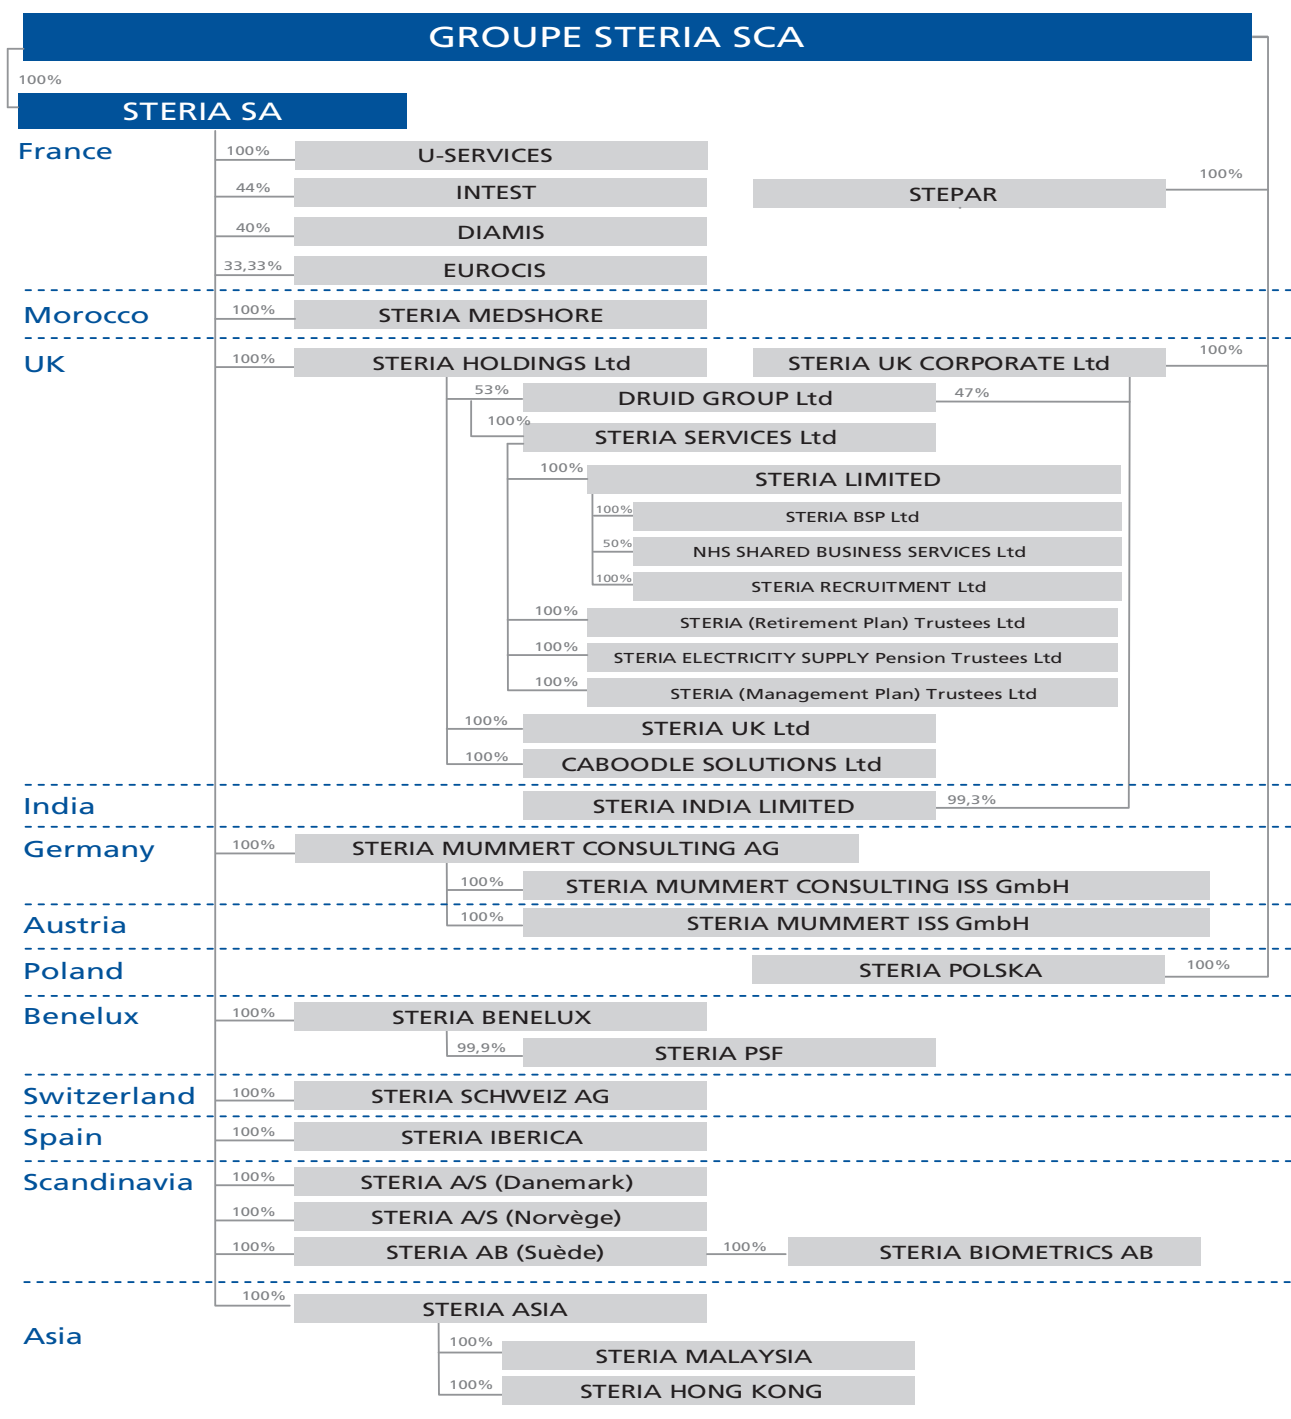 GROUPE STERIA SCA
100%
STERIA SA
France
100%
U-SERVICES
44%
INTEST
100%
STEPAR
40%
DIAMIS
33,33%
EUROCIS
Morocco
100%
STERIA MEDSHORE
UK
100%
STERIA HOLDINGS Ltd
STERIA UK CORPORATE Ltd
100%
53%
DRUID GROUP Ltd
47%
100%
STERIA SERVICES Ltd
100%
STERIA LIMITED
100%
STERIA BSP Ltd
50%
NHS SHARED BUSINESS SERVICES Ltd
100%
STERIA RECRUITMENT Ltd
100%
STERIA (Retirement Plan) Trustees Ltd
100%
STERIA ELECTRICITY SUPPLY Pension Trustees Ltd
100%
STERIA (Management Plan) Trustees Ltd
100%
STERIA UK Ltd
100%
CABOODLE SOLUTIONS Ltd
India
STERIA INDIA LIMITED
99,3%
Germany
100%
STERIA MUMMERT CONSULTING AG
100%
STERIA MUMMERT CONSULTING ISS GmbH
Austria
100%
STERIA MUMMERT ISS GmbH
Poland
STERIA POLSKA
100%
Benelux
100%
STERIA BENELUX
99,9%
STERIA PSF
Switzerland
100%
STERIA SCHWEIZ AG
Spain
100%
STERIA IBERICA
Scandinavia
100%
STERIA A/S (Danemark)
100%
STERIA A/S (Norvège)
100%
STERIA AB (Suède)
100%
STERIA BIOMETRICS AB
100%
STERIA ASIA
Asia
100%
STERIA MALAYSIA
100%
STERIA HONG KONG